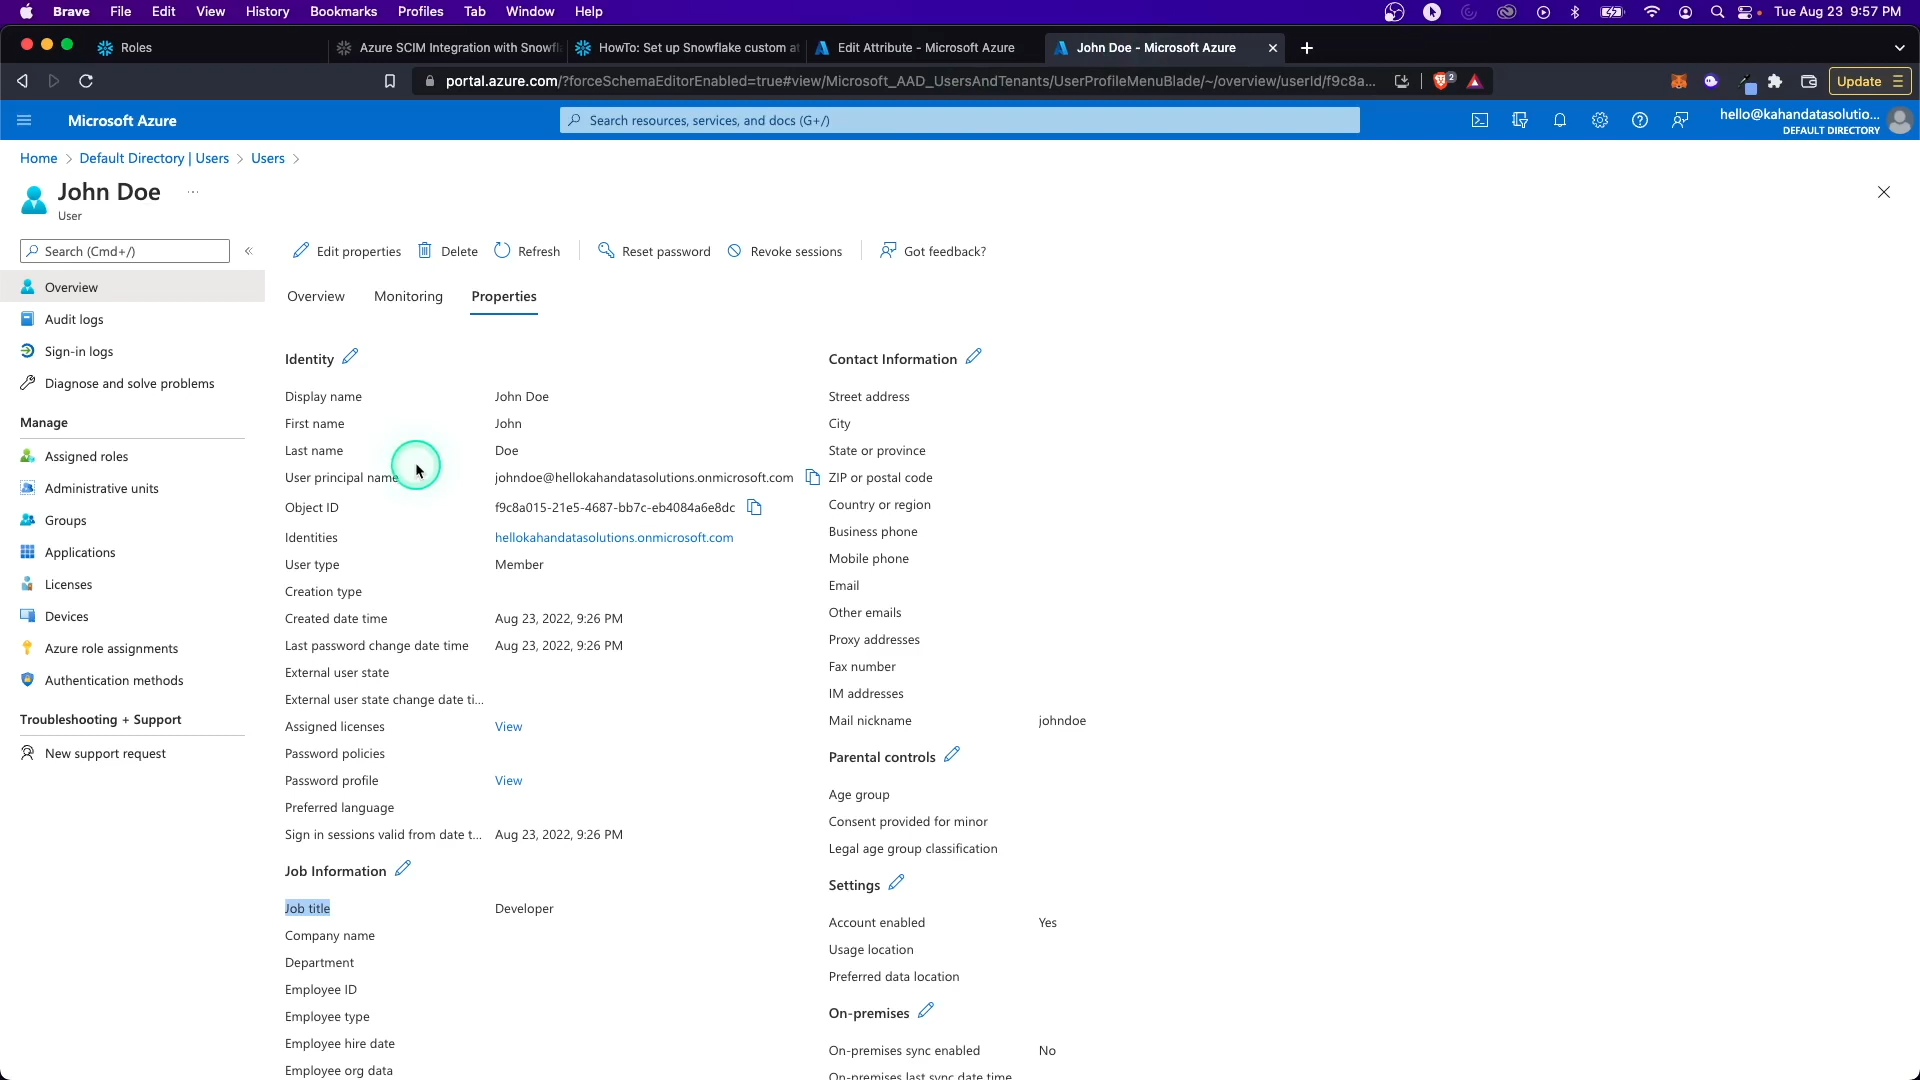 Brave File Edit View History Bookmarks Profiles Tab Window Help Tue Aug 23 9:57 PM
Roles
Azure SCIM Integration with Snowfl
HowTo: Set up Snowflake custom at
Edit Attribute - Microsoft Azure
John Doe - Microsoft Azure
portal.azure.com/?forceSchemaEditorEnabled=true#view/Microsoft_AAD_UsersAndTenants/UserProfileMenuBlade/~/overview/userId/f9c8a...
2
Update
Microsoft Azure
Search resources, services, and docs (G+/)
hello@kahandatasolutio...
DEFAULT DIRECTORY
Home > Default Directory | Users > Users >
John Doe ...
User
Search (Cmd+/) «
Overview
Audit logs
Sign-in logs
Diagnose and solve problems
Manage
Assigned roles
Administrative units
Groups
Applications
Licenses
Devices
Azure role assignments
Authentication methods
Troubleshooting + Support
New support request
Edit properties Delete Refresh Reset password Revoke sessions Got feedback?
Overview Monitoring Properties
Identity
Display name John Doe
First name John
Last name Doe
User principal name johndoe@hellokahandatasolutions.onmicrosoft.com
Object ID f9c8a015-21e5-4687-bb7c-eb4084a6e8dc
Identities hellokahandatasolutions.onmicrosoft.com
User type Member
Creation type
Created date time Aug 23, 2022, 9:26 PM
Last password change date time Aug 23, 2022, 9:26 PM
External user state
External user state change date ti...
Assigned licenses View
Password policies
Password profile View
Preferred language
Sign in sessions valid from date t... Aug 23, 2022, 9:26 PM
Job Information
Job title Developer
Company name
Department
Employee ID
Employee type
Employee hire date
Employee org data
Contact Information
Street address
City
State or province
ZIP or postal code
Country or region
Business phone
Mobile phone
Email
Other emails
Proxy addresses
Fax number
IM addresses
Mail nickname johndoe
Parental controls
Age group
Consent provided for minor
Legal age group classification
Settings
Account enabled Yes
Usage location
Preferred data location
On-premises
On-premises sync enabled No
On-premises last sync date time